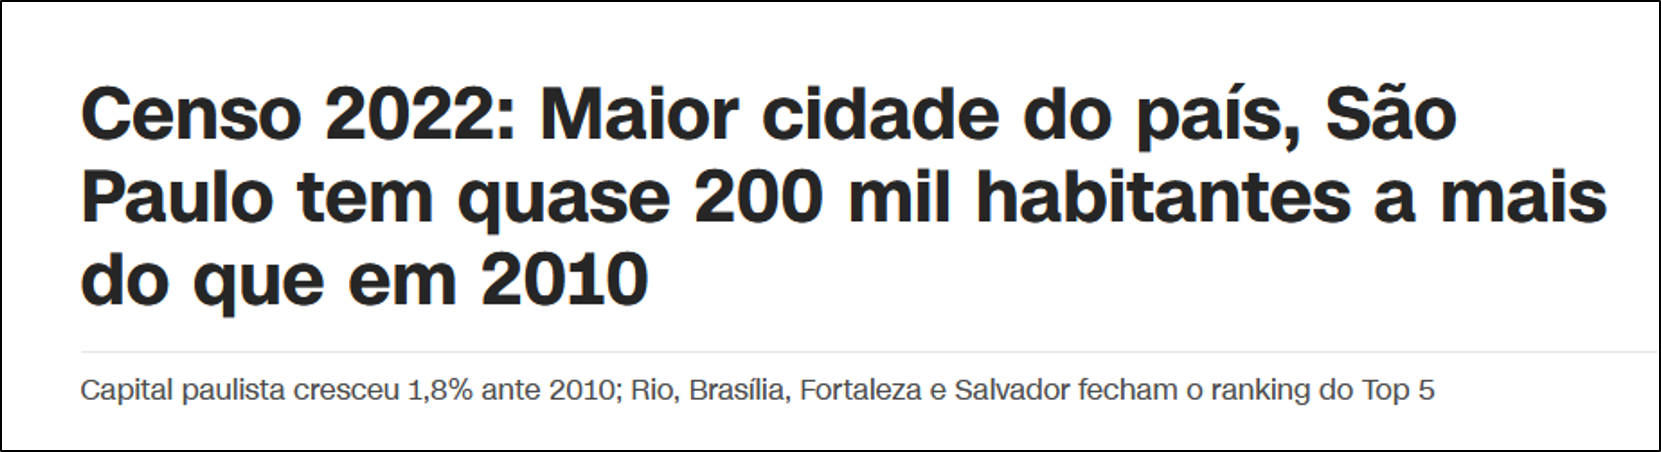 Censo 2022: Maior cidade do país, São
Paulo tem quase 200 mil habitantes a mais
do que em 2010
Capital paulista cresceu 1,8% ante 2010; Rio, Brasília, Fortaleza e Salvador fecham o ranking do Top 5